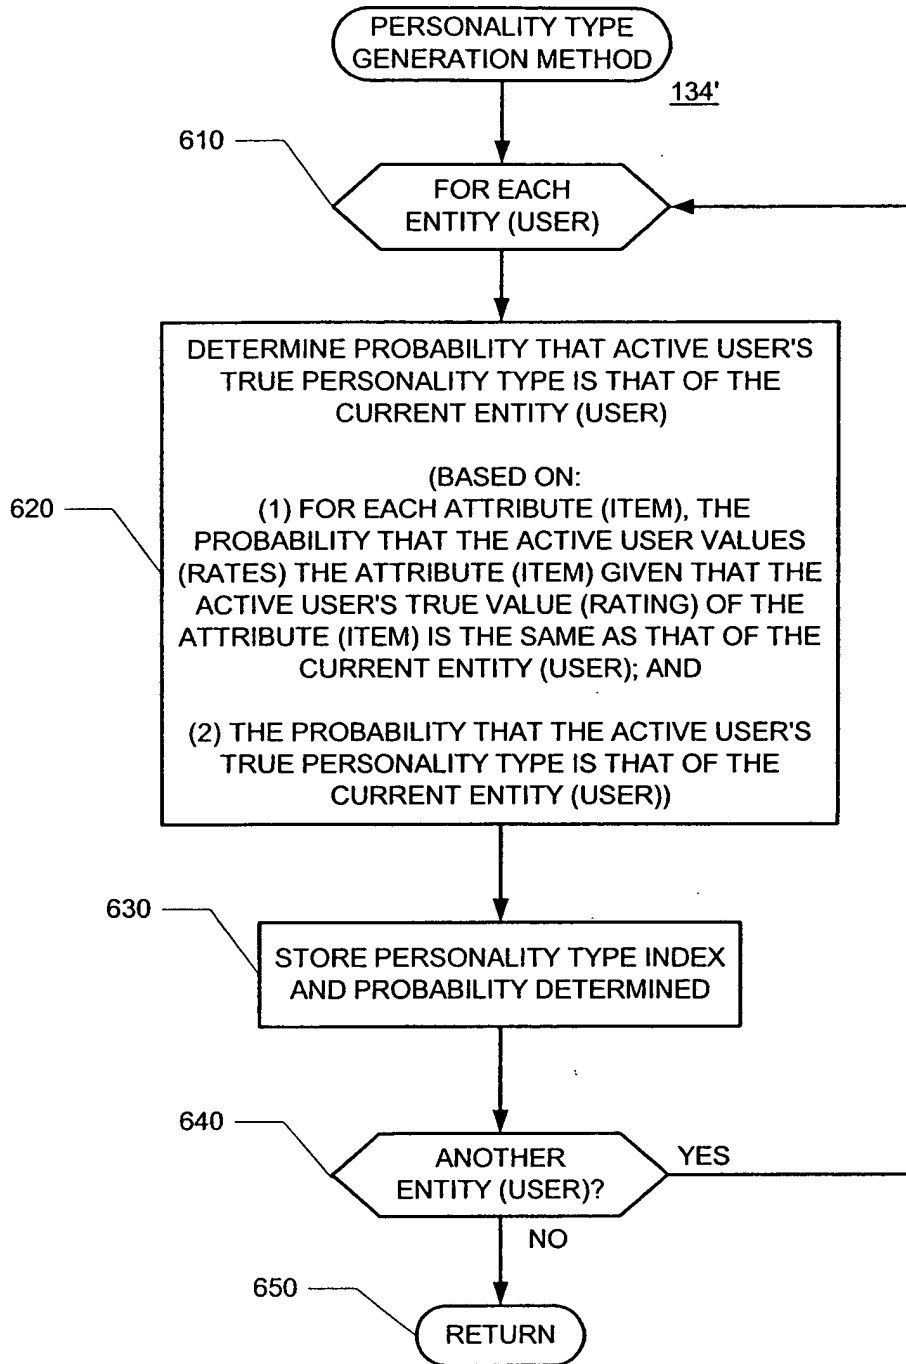 PERSONALITY TYPE
GENERATION METHOD
134'
610
FOR EACH
ENTITY (USER)
DETERMINE PROBABILITY THAT ACTIVE USER'S
TRUE PERSONALITY TYPE IS THAT OF THE
CURRENT ENTITY (USER)
(BASED ON:
620
(1) FOR EACH ATTRIBUTE (ITEM), THE
PROBABILITY THAT THE ACTIVE USER VALUES
(RATES) THE ATTRIBUTE (ITEM) GIVEN THAT THE
ACTIVE USER'S TRUE VALUE (RATING) OF THE
ATTRIBUTE (ITEM) IS THE SAME AS THAT OF THE
CURRENT ENTITY (USER); AND
(2) THE PROBABILITY THAT THE ACTIVE USER'S
TRUE PERSONALITY TYPE IS THAT OF THE
CURRENT ENTITY (USER))
630
STORE PERSONALITY TYPE INDEX
AND PROBABILITY DETERMINED
640
ANOTHER
ENTITY (USER)?
YES
NO
650
RETURN